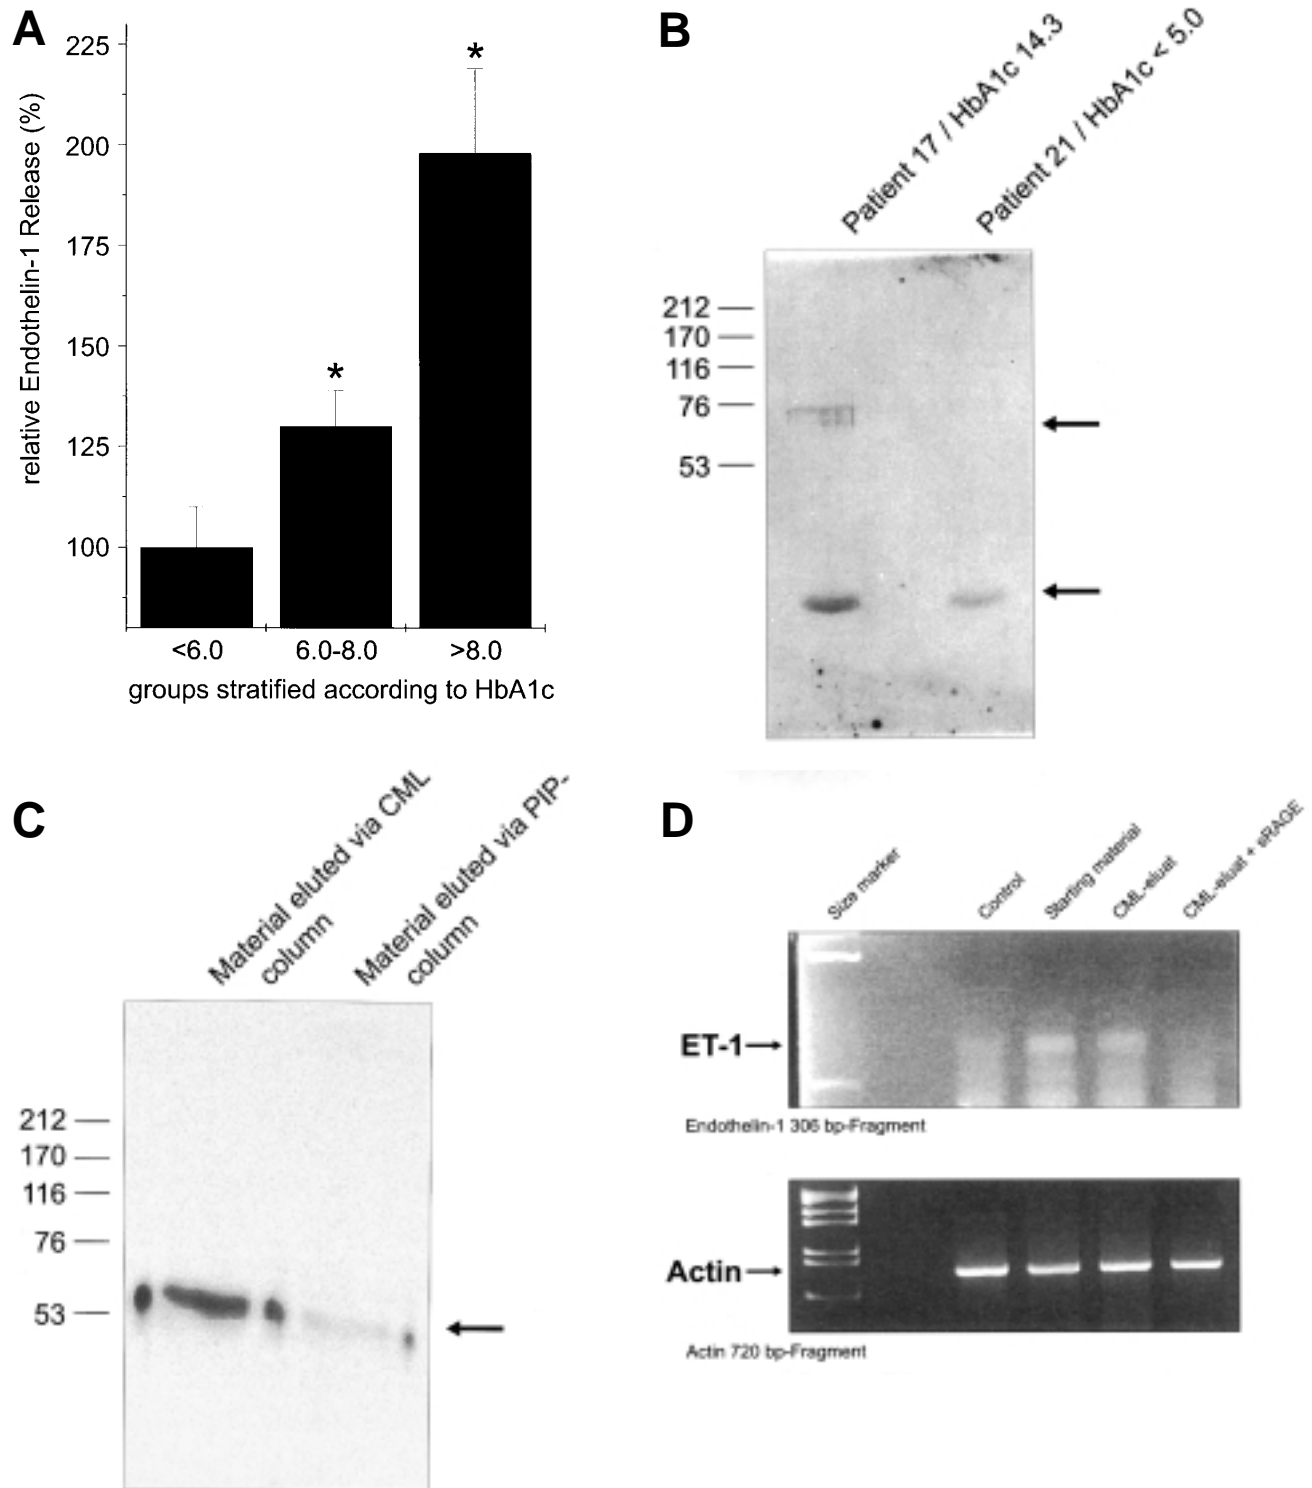 A
relative Endothelin-1 Release (%)
225
200
175
150
125
100
*
*
<6.0
6.0-8.0
>8.0
groups stratified according to HbA1c
B
Patient 17 / HbA1c 14.3
Patient 21 / HbA1c < 5.0
212
170
116
76
53
C
Material eluted via CML
column
Material eluted via PIP-
column
212
170
116
76
53
D
Size marker
Control
Starting material
CML-eluat
CML-eluat + sRAGE
ET-1
Endothelin-1 306 bp-Fragment
Actin
Actin 720 bp-Fragment